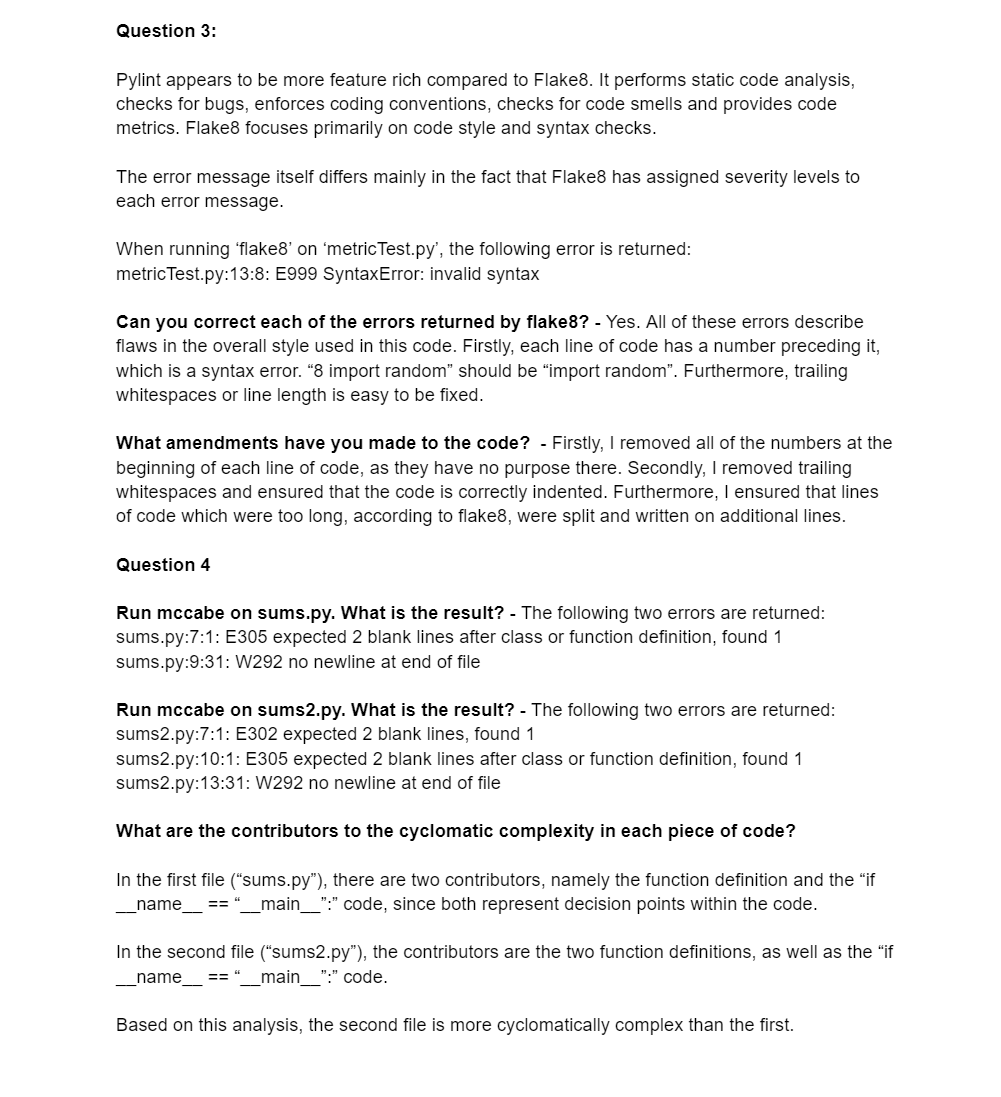 Question 3:
Pylint appears to be more feature rich compared to Flake8. It performs static code analysis,
checks for bugs, enforces coding conventions, checks for code smells and provides code
metrics. Flake8 focuses primarily on code style and syntax checks.
The error message itself differs mainly in the fact that Flake8 has assigned severity levels to
each error message.
When running ‘flake8’ on ‘metricTest.py’, the following error is returned:
metricTest.py:13:8: E999 SyntaxError: invalid syntax
Can you correct each of the errors returned by flake8? - Yes. All of these errors describe
flaws in the overall style used in this code. Firstly, each line of code has a number preceding it,
which is a syntax error. “8 import random” should be “import random”. Furthermore, trailing
whitespaces or line length is easy to be fixed.
What amendments have you made to the code?  - Firstly, I removed all of the numbers at the
beginning of each line of code, as they have no purpose there. Secondly, I removed trailing
whitespaces and ensured that the code is correctly indented. Furthermore, I ensured that lines
of code which were too long, according to flake8, were split and written on additional lines.
Question 4
Run mccabe on sums.py. What is the result? - The following two errors are returned:
sums.py:7:1: E305 expected 2 blank lines after class or function definition, found 1
sums.py:9:31: W292 no newline at end of file
Run mccabe on sums2.py. What is the result? - The following two errors are returned:
sums2.py:7:1: E302 expected 2 blank lines, found 1
sums2.py:10:1: E305 expected 2 blank lines after class or function definition, found 1
sums2.py:13:31: W292 no newline at end of file
What are the contributors to the cyclomatic complexity in each piece of code?
In the first file (“sums.py”), there are two contributors, namely the function definition and the “if
__name__ == “__main__”:” code, since both represent decision points within the code.
In the second file (“sums2.py”), the contributors are the two function definitions, as well as the “if
__name__ == “__main__”:” code.
Based on this analysis, the second file is more cyclomatically complex than the first.